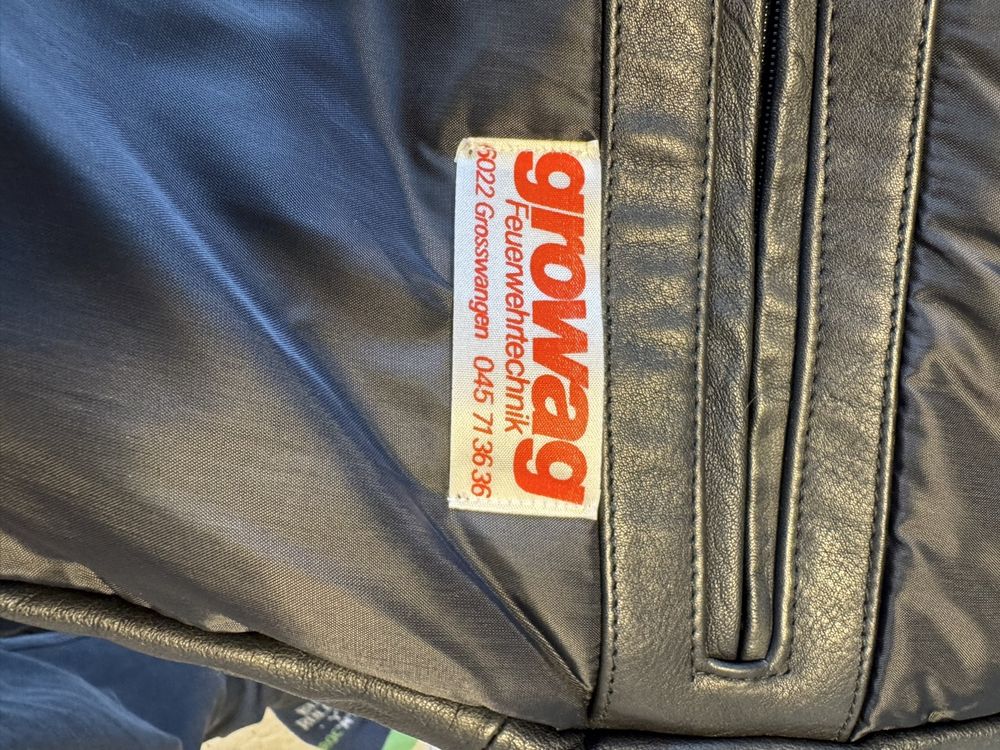 growag
Feuerwehrtechnik
6022 Grosswangen 045 71 36 36